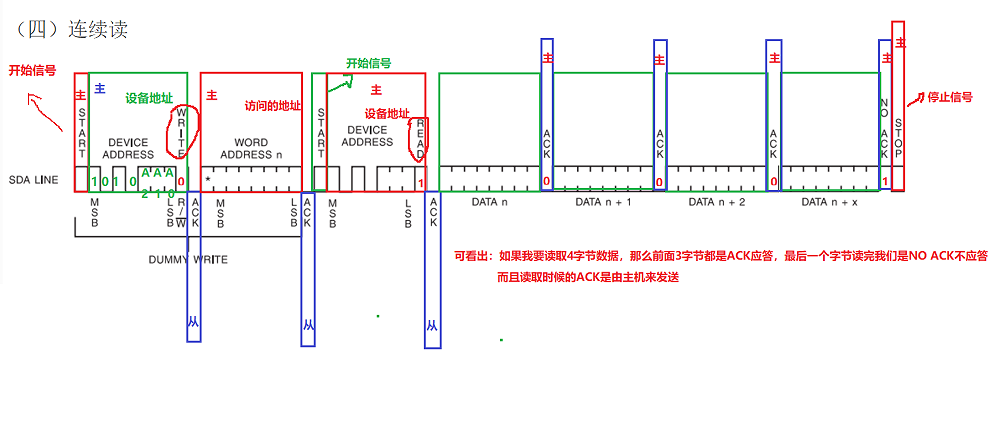 （四）连续读
开始信号
开始信号
停止信号
主 主 主 主 主 主 主 主 主
设备地址 访问的地址 设备地址
START
DEVICE ADDRESS
WRITE
WORD ADDRESS n
START
DEVICE ADDRESS
READ
ACK
ACK
ACK
NO ACK
STOP
SDA LINE
1 0 1 0 A2 A1 A0 0
*
1
0
0
0
1
MSB
LSB
R/W
ACK
MSB
LSB
ACK
MSB
LSB
ACK
DATA n
DATA n + 1
DATA n + 2
DATA n + x
DUMMY WRITE
从
从
从
可看出：如果我要读取4字节数据，那么前面3字节都是ACK应答，最后一个字节读完我们是NO ACK不应答
而且读取时候的ACK是由主机来发送